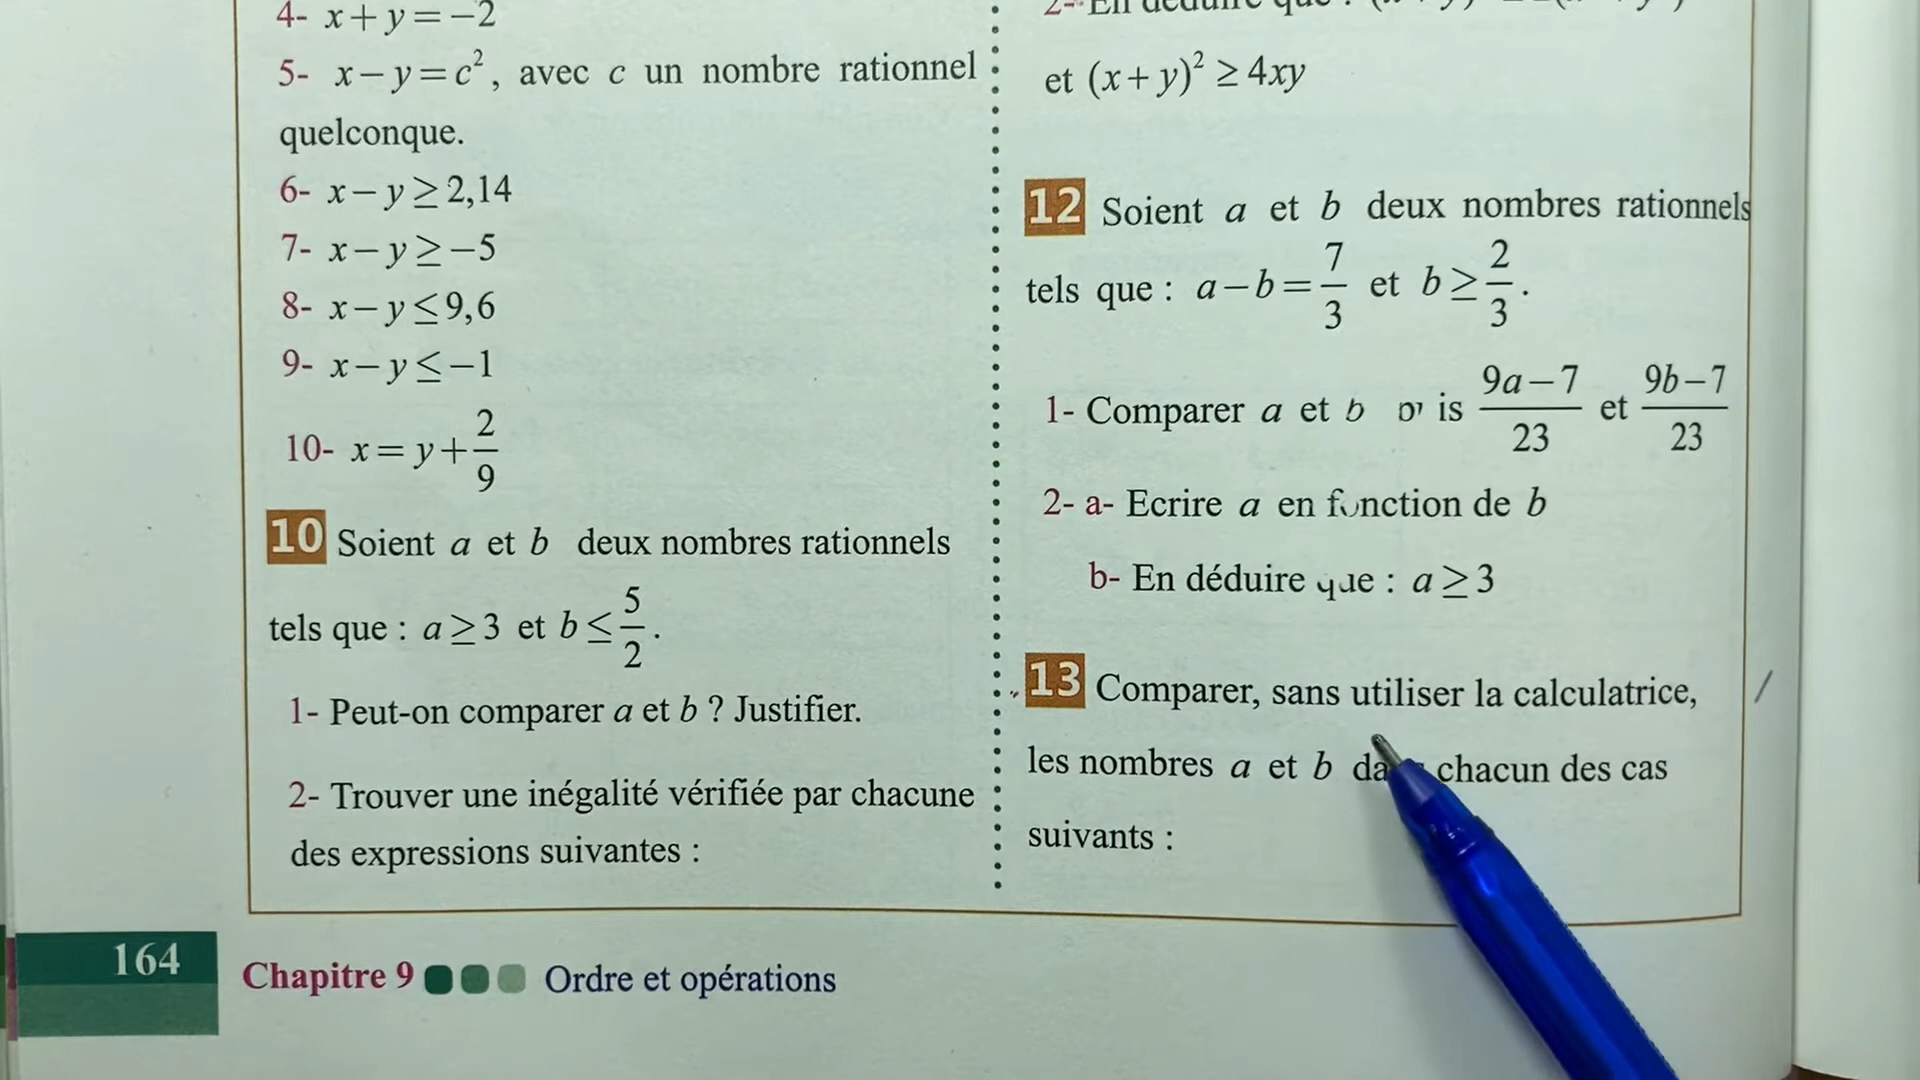 4- x + y = −2
5- x − y = c², avec c un nombre rationnel
quelconque.
6- x − y ≥ 2,14
7- x − y ≥ −5
8- x − y ≤ 9,6
9- x − y ≤ −1
10- x = y + 2/9
10 Soient a et b deux nombres rationnels
tels que : a ≥ 3 et b ≤ 5/2.
1- Peut-on comparer a et b ? Justifier.
2- Trouver une inégalité vérifiée par chacune
des expressions suivantes :
2- En déduire que :
et (x + y)² ≥ 4xy
12 Soient a et b deux nombres rationnels
tels que : a − b = 7/3 et b ≥ 2/3.
1- Comparer a et b (9a − 7)/23 et (9b − 7)/23
2- a- Ecrire a en fonction de b
b- En déduire que : a ≥ 3
13 Comparer, sans utiliser la calculatrice,
les nombres a et b chacun des cas
suivants :
164 Chapitre 9 Ordre et opérations